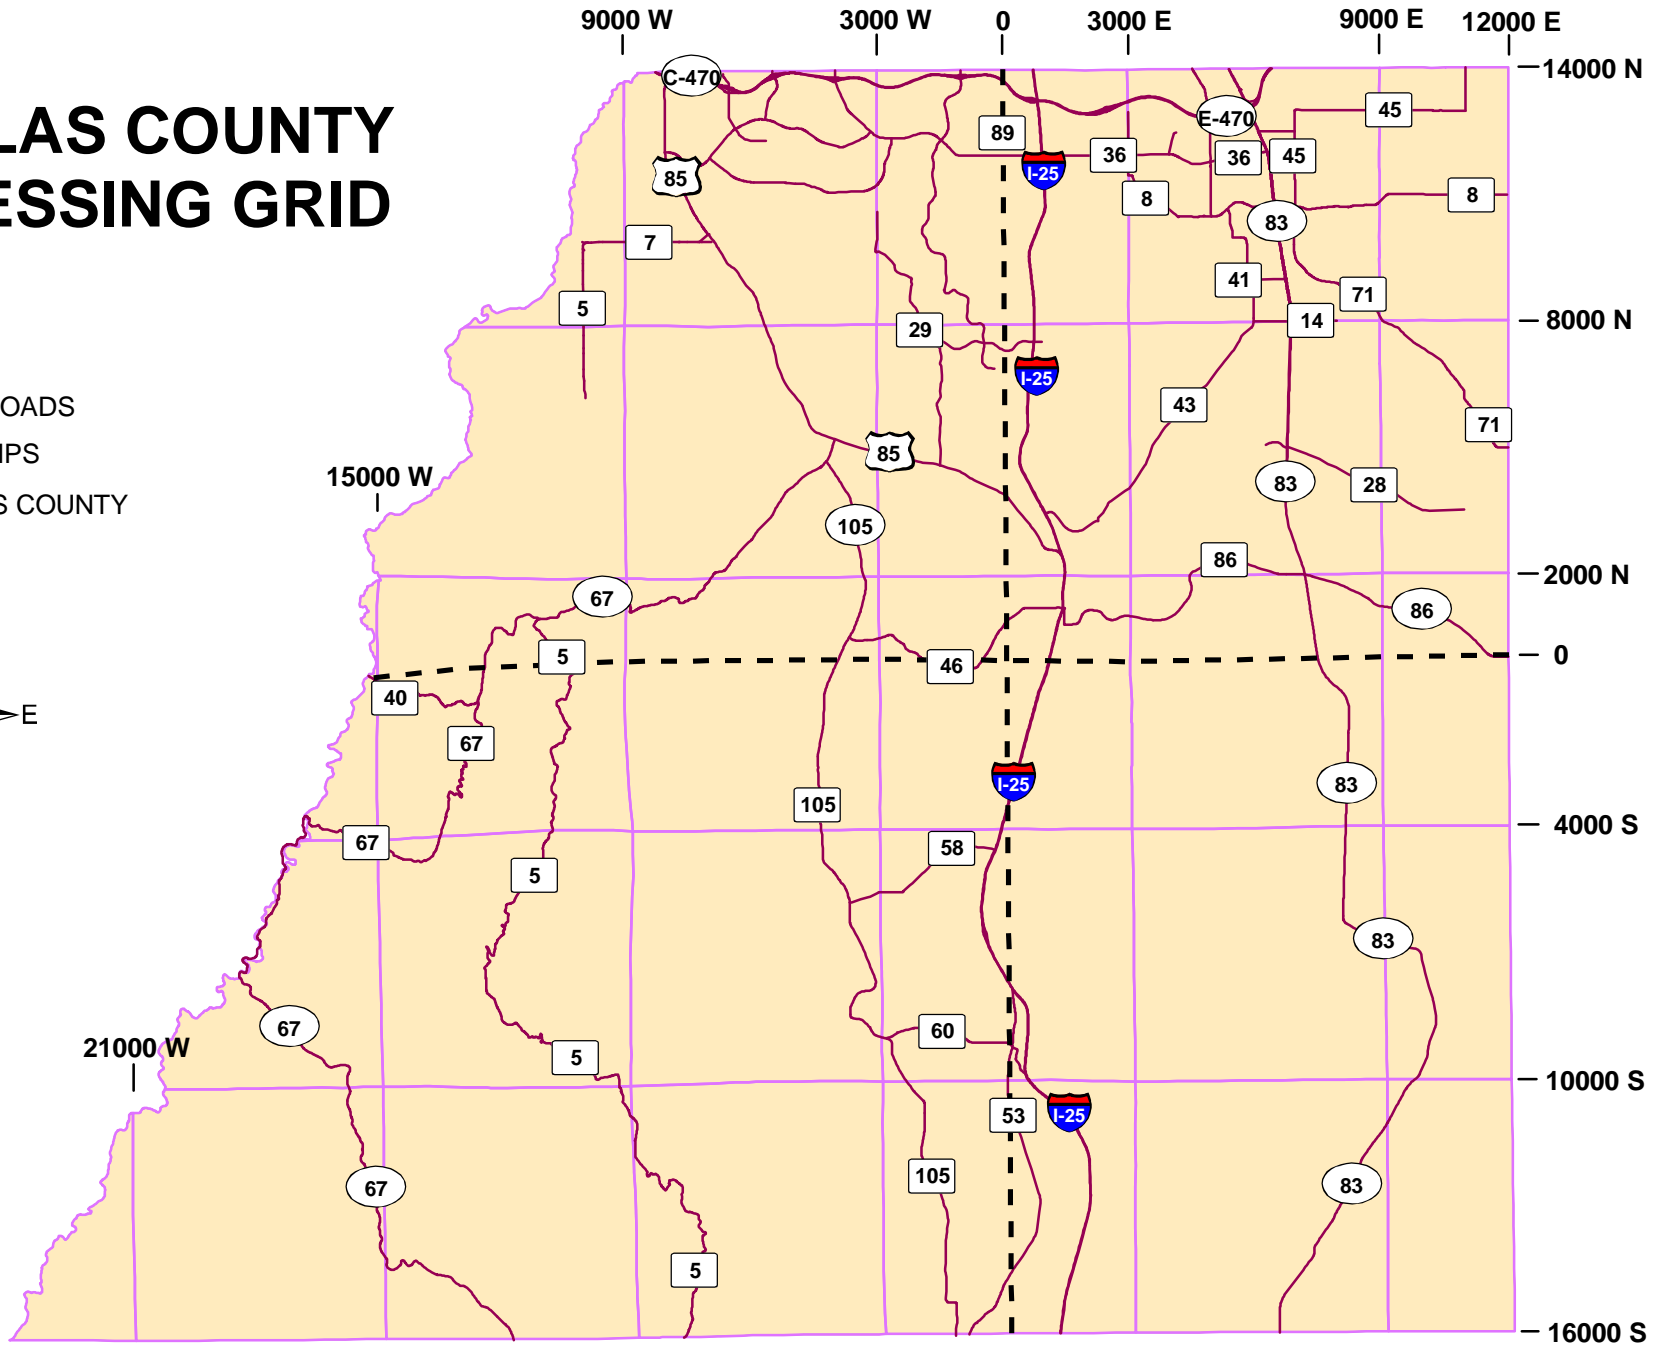 9000 W
3000 W
0
3000 E
9000 E
12000 E
C-470
14000 N
LAS COUNTY
E-470
45
89
36
36
45
85
I-25
ESSING GRID
8
8
83
7
41
71
5
14
8000 N
29
I-25
OADS
43
71
IPS
85
15000 W
83
28
S COUNTY
105
86
2000 N
67
86
5
46
0
40
E
67
I-25
83
105
4000 S
67
58
5
83
67
60
21000 W
5
10000 S
53
I-25
105
83
67
5
16000 S